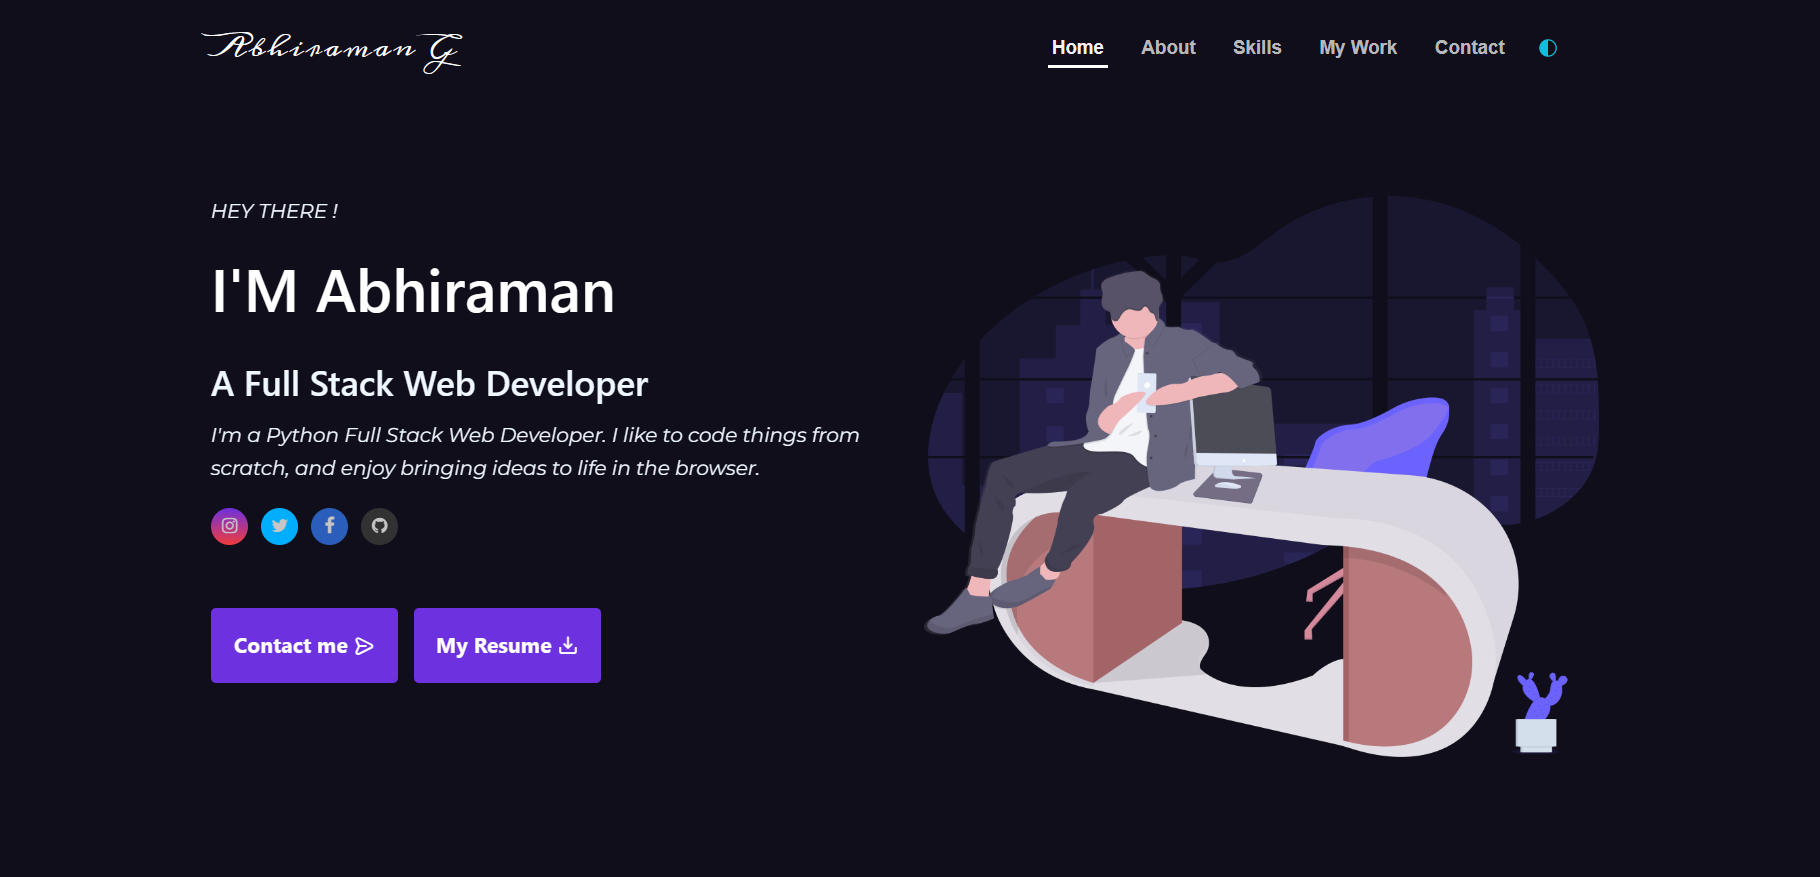 Abhiraman G
Home About Skills My Work Contact
HEY THERE !
I'M Abhiraman
A Full Stack Web Developer
I'm a Python Full Stack Web Developer. I like to code things from
scratch, and enjoy bringing ideas to life in the browser.
Contact me
My Resume